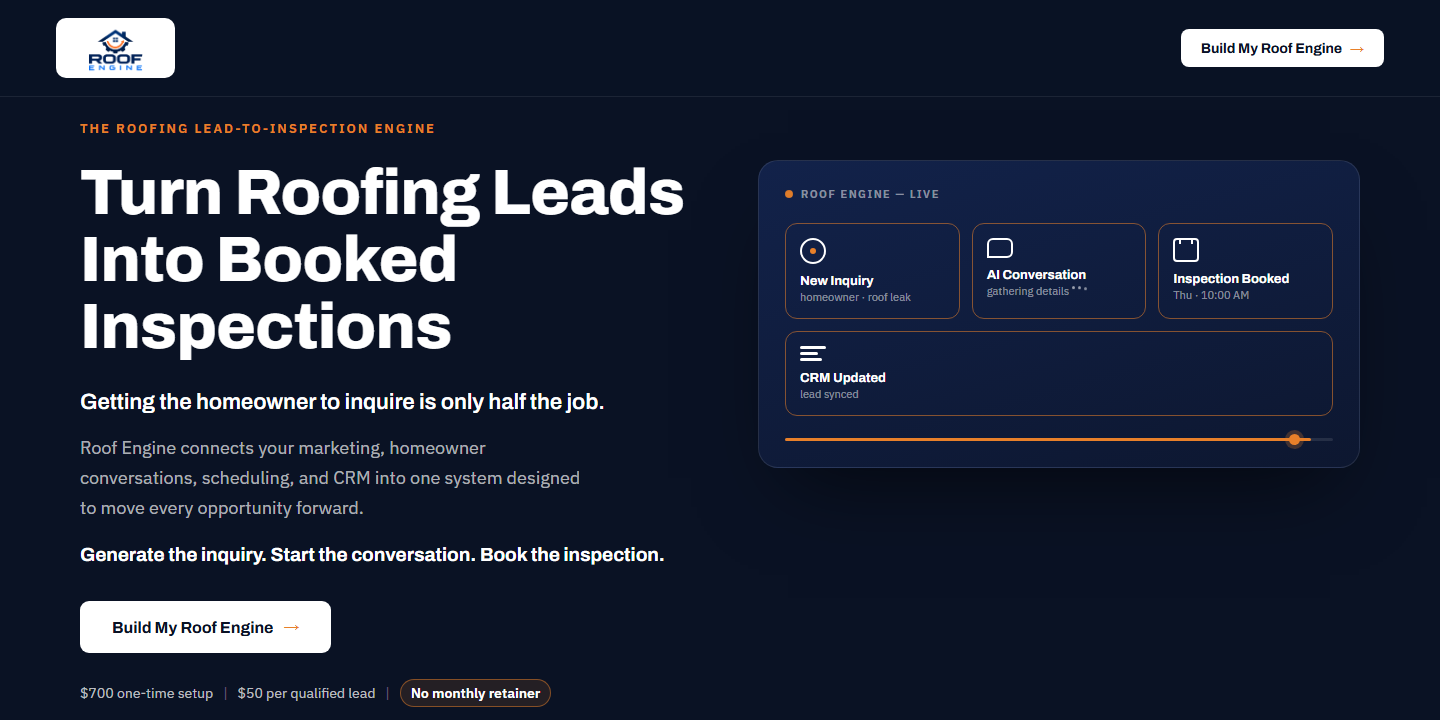 ROOF
ENGINE
Build My Roof Engine →
THE ROOFING LEAD-TO-INSPECTION ENGINE
Turn Roofing Leads
Into Booked
Inspections
Getting the homeowner to inquire is only half the job.
Roof Engine connects your marketing, homeowner
conversations, scheduling, and CRM into one system designed
to move every opportunity forward.
Generate the inquiry. Start the conversation. Book the inspection.
Build My Roof Engine →
$700 one-time setup | $50 per qualified lead | No monthly retainer
ROOF ENGINE — LIVE
New Inquiry
homeowner · roof leak
AI Conversation
gathering details
Inspection Booked
Thu · 10:00 AM
CRM Updated
lead synced